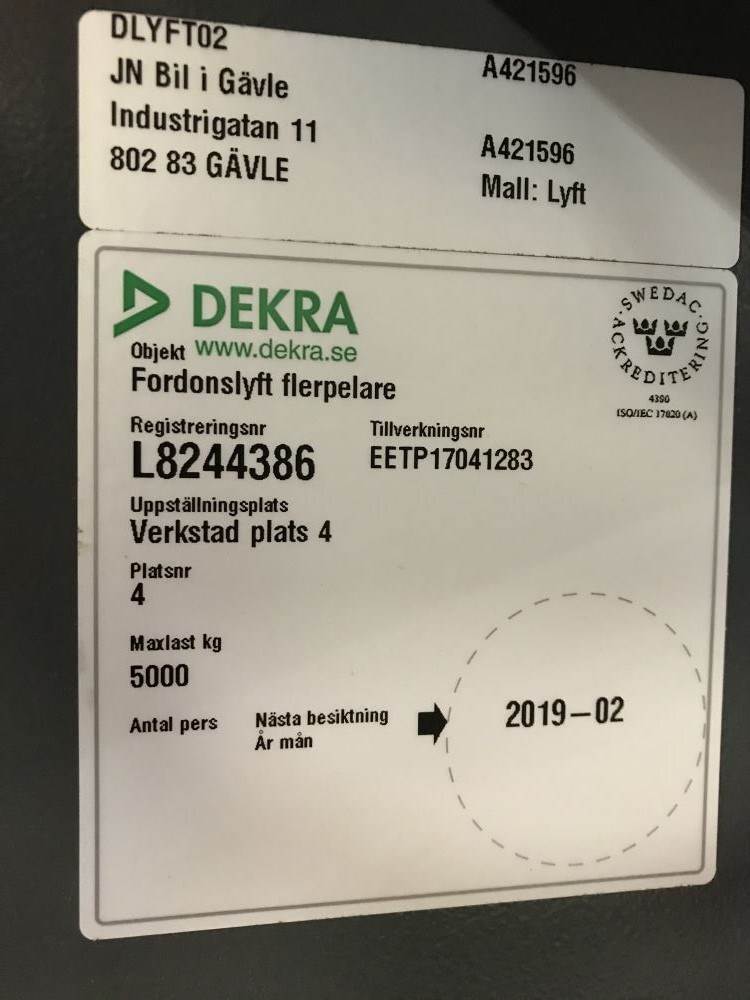 DLYFT02
JN Bil i Gävle
Industrigatan 11
802 83 GÄVLE
A421596
A421596
Mall: Lyft
DEKRA
www.dekra.se
SWEDAC
ACKREDITERING
4390
ISO/IEC 17020 (A)
Objekt
Fordonslyft flerpelare
Registreringsnr
L8244386
Tillverkningsnr
EETP17041283
Uppställningsplats
Verkstad plats 4
Platsnr
4
Maxlast kg
5000
Antal pers
Nästa besiktning
År mån
2019-02